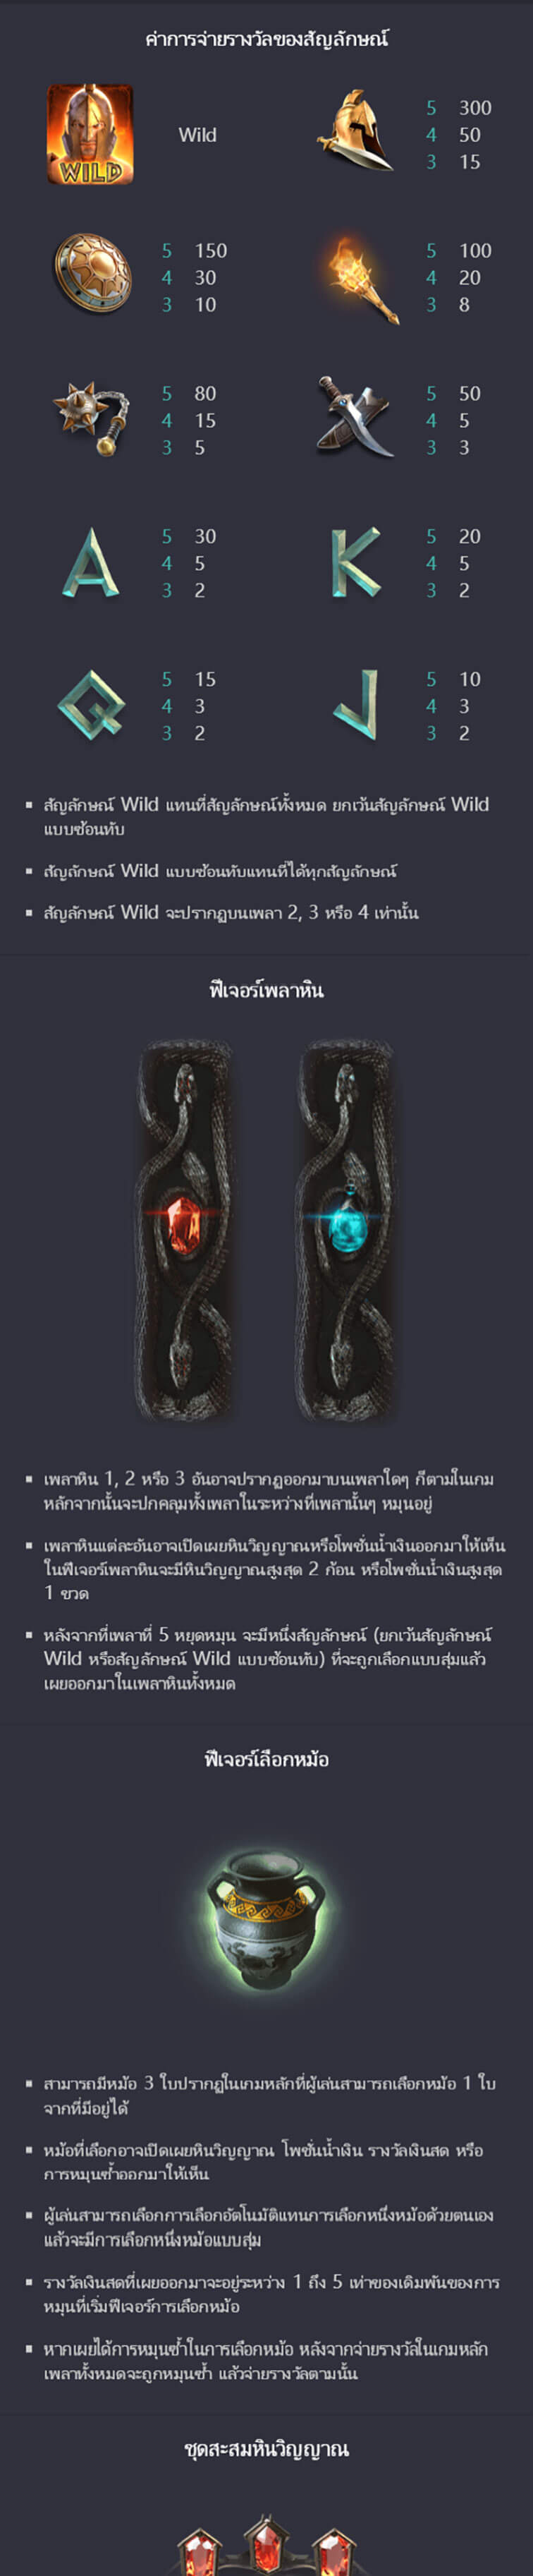 ค่าการจ่ายรางวัลของสัญลักษณ์
WILD
Wild
5 300
4 50
3 15
5 150
4 30
3 10
5 100
4 20
3 8
5 80
4 15
3 5
5 50
4 5
3 3
A
5 30
4 5
3 2
K
5 20
4 5
3 2
Q
5 15
4 3
3 2
J
5 10
4 3
3 2
▪ สัญลักษณ์ Wild แทนที่สัญลักษณ์ทั้งหมด ยกเว้นสัญลักษณ์ Wild
แบบซ้อนทับ
▪ สัญลักษณ์ Wild แบบซ้อนทับแทนที่ได้ทุกสัญลักษณ์
▪ สัญลักษณ์ Wild จะปรากฏบนเพลา 2, 3 หรือ 4 เท่านั้น
ฟีเจอร์เพลาหิน
▪ เพลาหิน 1, 2 หรือ 3 อันอาจปรากฏออกมาบนเพลาใดๆ ก็ตามในเกม
หลักจากนั้นจะปกคลุมทั้งเพลาในระหว่างที่เพลานั้นๆ หมุนอยู่
▪ เพลาหินแต่ละอันอาจเปิดเผยหินวิญญาณหรือโพชั่นน้ำเงินออกมาให้เห็น
ในฟีเจอร์เพลาหินจะมีหินวิญญาณสูงสุด 2 ก้อน หรือโพชั่นน้ำเงินสูงสุด
1 ขวด
▪ หลังจากที่เพลาที่ 5 หยุดหมุน จะมีหนึ่งสัญลักษณ์ (ยกเว้นสัญลักษณ์
Wild หรือสัญลักษณ์ Wild แบบซ้อนทับ) ที่จะถูกเลือกแบบสุ่มแล้ว
เผยออกมาในเพลาหินทั้งหมด
ฟีเจอร์เลือกหม้อ
▪ สามารถมีหม้อ 3 ใบปรากฏในเกมหลักที่ผู้เล่นสามารถเลือกหม้อ 1 ใบ
จากที่มีอยู่ได้
▪ หม้อที่เลือกอาจเปิดเผยหินวิญญาณ โพชั่นน้ำเงิน รางวัลเงินสด หรือ
การหมุนซ้ำออกมาให้เห็น
▪ ผู้เล่นสามารถเลือกการเลือกอัตโนมัติแทนการเลือกหนึ่งหม้อด้วยตนเอง
แล้วจะมีการเลือกหนึ่งหม้อแบบสุ่ม
▪ รางวัลเงินสดที่เผยออกมาจะอยู่ระหว่าง 1 ถึง 5 เท่าของเดิมพันของการ
หมุนที่เริ่มฟีเจอร์การเลือกหม้อ
▪ หากเผยได้การหมุนซ้ำในการเลือกหม้อ หลังจากจ่ายรางวัลในเกมหลัก
เพลาทั้งหมดจะถูกหมุนซ้ำ แล้วจ่ายรางวัลตามนั้น
ชุดสะสมหินวิญญาณ